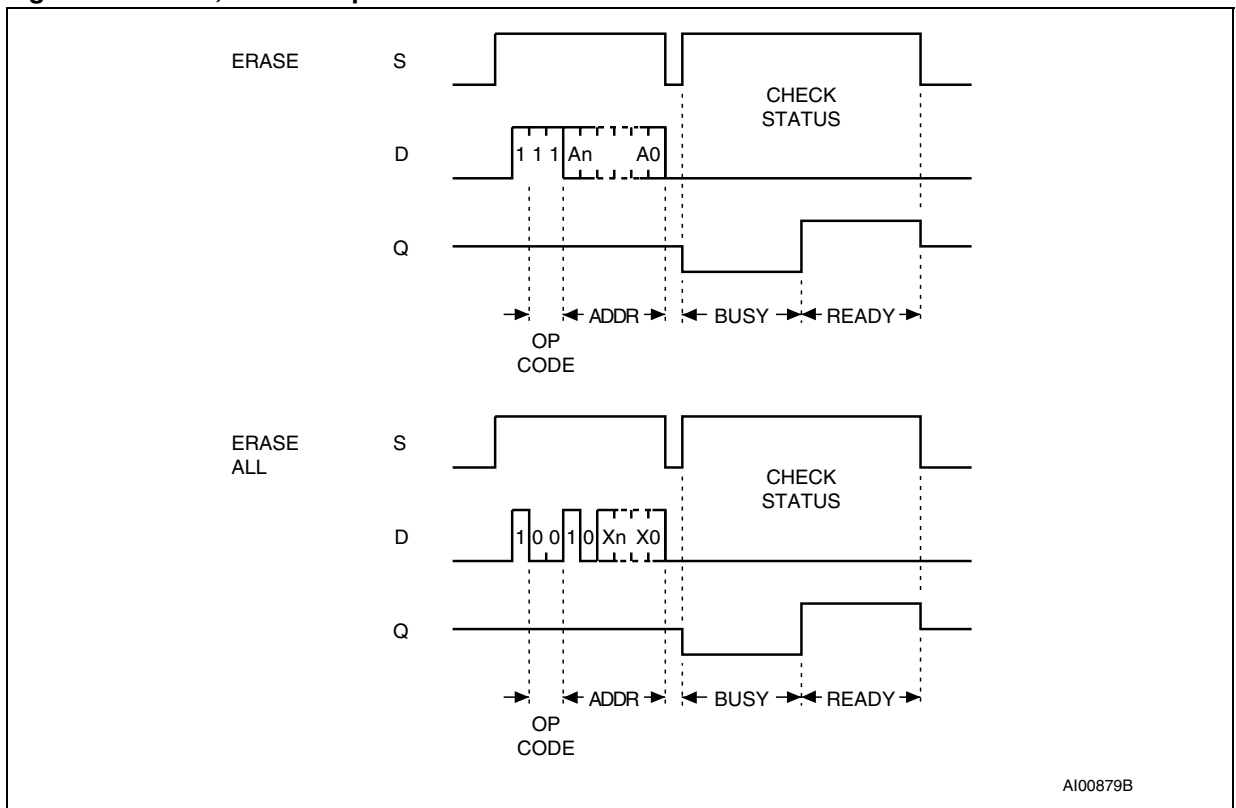 ERASE S
CHECK
STATUS
D 1 1 1 An A0
Q
ADDR BUSY READY
OP
CODE
ERASE
ALL
S
CHECK
STATUS
D 1 0 0 1 0 Xn X0
Q
ADDR BUSY READY
OP
CODE
AI00879B